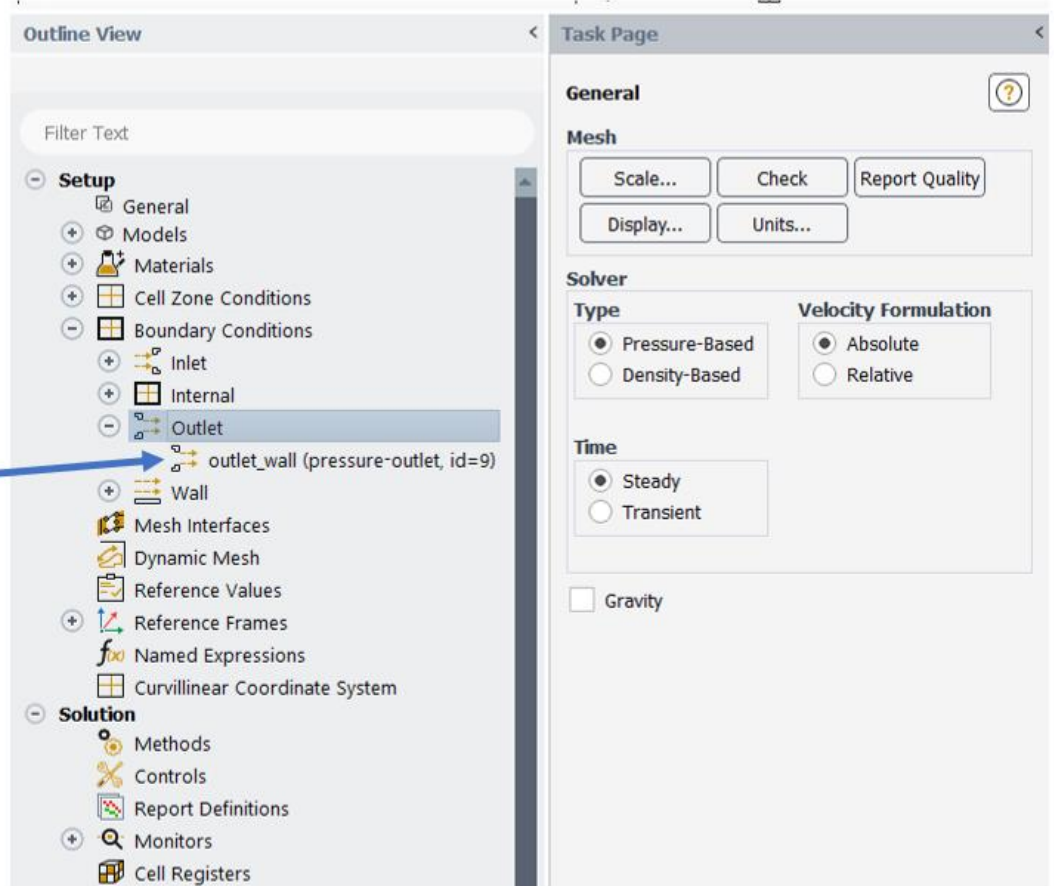 Outline View
<
Filter Text
Setup
General
Models
Materials
Cell Zone Conditions
Boundary Conditions
Inlet
Internal
Outlet
outlet_wall (pressure-outlet, id=9)
Wall
Mesh Interfaces
Dynamic Mesh
Reference Values
Reference Frames
f(x) Named Expressions
Curvillinear Coordinate System
Solution
Methods
Controls
Report Definitions
Monitors
Cell Registers
Task Page
<
General
?
Mesh
Scale... Check Report Quality
Display... Units...
Solver
Type Velocity Formulation
Pressure-Based Absolute
Density-Based Relative
Time
Steady
Transient
Gravity